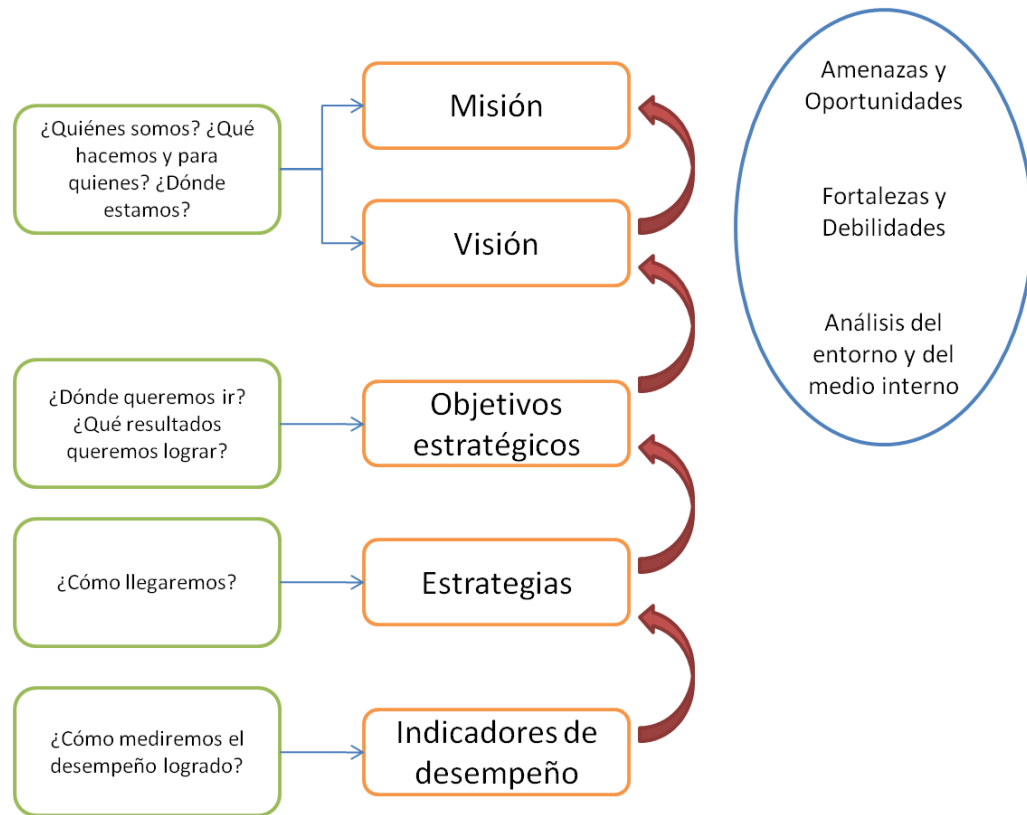 ¿Quiénes somos? ¿Qué
hacemos y para
quienes? ¿Dónde
estamos?
Misión
Visión
¿Dónde queremos ir?
¿Qué resultados
queremos lograr?
Objetivos
estratégicos
¿Cómo llegaremos?
Estrategias
¿Cómo mediremos el
desempeño logrado?
Indicadores de
desempeño
Amenazas y
Oportunidades
Fortalezas y
Debilidades
Análisis del
entorno y del
medio interno